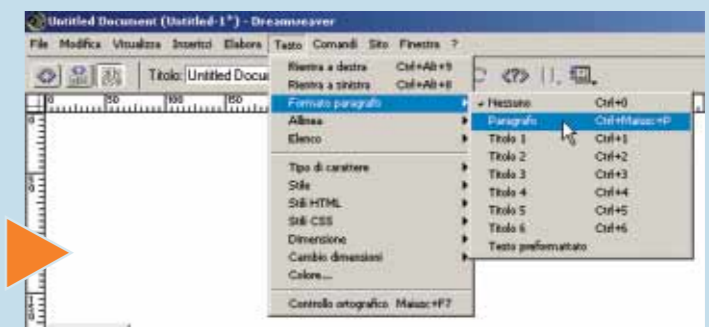 Untitled Document (Untitled-1*) - Dreamweaver
File Modifica Visualizza Inserisci Elabora Testo Comandi Sito Finestra ?
Titolo: Untitled Docu
0 50 100 150
Rientra a destra Ctrl+Alt+9
Rientra a sinistra Ctrl+Alt+8
Formato paragrafo
Allinea
Elenco
Tipo di carattere
Stile
Stili HTML
Stili CSS
Dimensione
Cambio dimensioni
Colore...
Controllo ortografico Maiusc+F7
Nessuno Ctrl+0
Paragrafo Ctrl+Maiusc+P
Titolo 1 Ctrl+1
Titolo 2 Ctrl+2
Titolo 3 Ctrl+3
Titolo 4 Ctrl+4
Titolo 5 Ctrl+5
Titolo 6 Ctrl+6
Testo preformattato